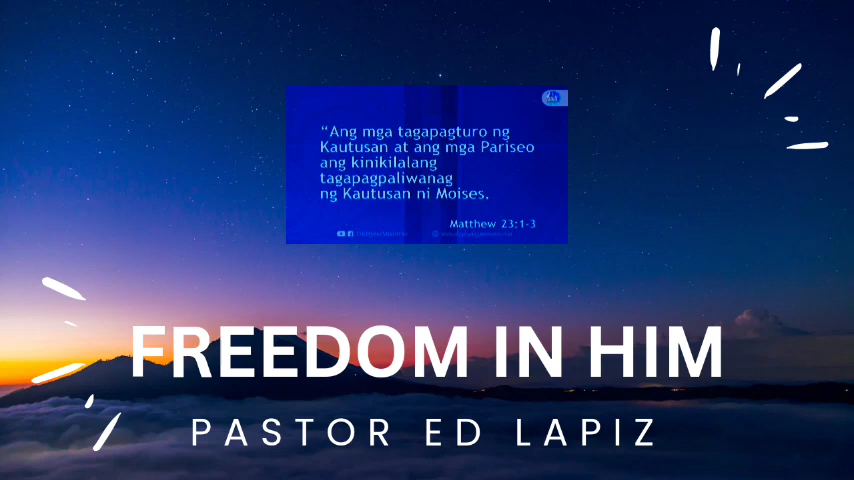 “Ang mga tagapagturo ng
Kautusan at ang mga Pariseo
ang kinikilalang
tagapagpaliwanag
ng Kautusan ni Moises.
Matthew 23:1-3
FREEDOM IN HIM
PASTOR ED LAPIZ